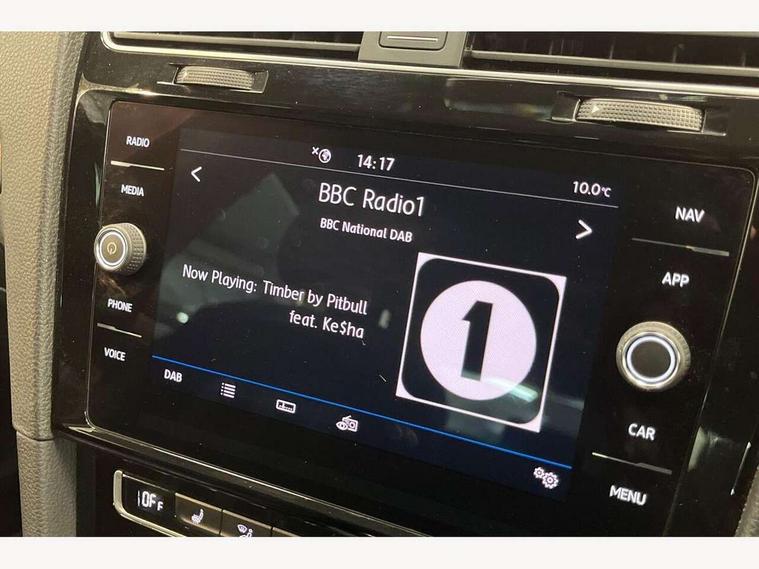 RADIO
MEDIA
PHONE
VOICE
14:17
10.0°C
BBC Radio1
BBC National DAB
Now Playing: Timber by Pitbull
feat. Ke$ha
1
DAB
NAV
APP
CAR
MENU